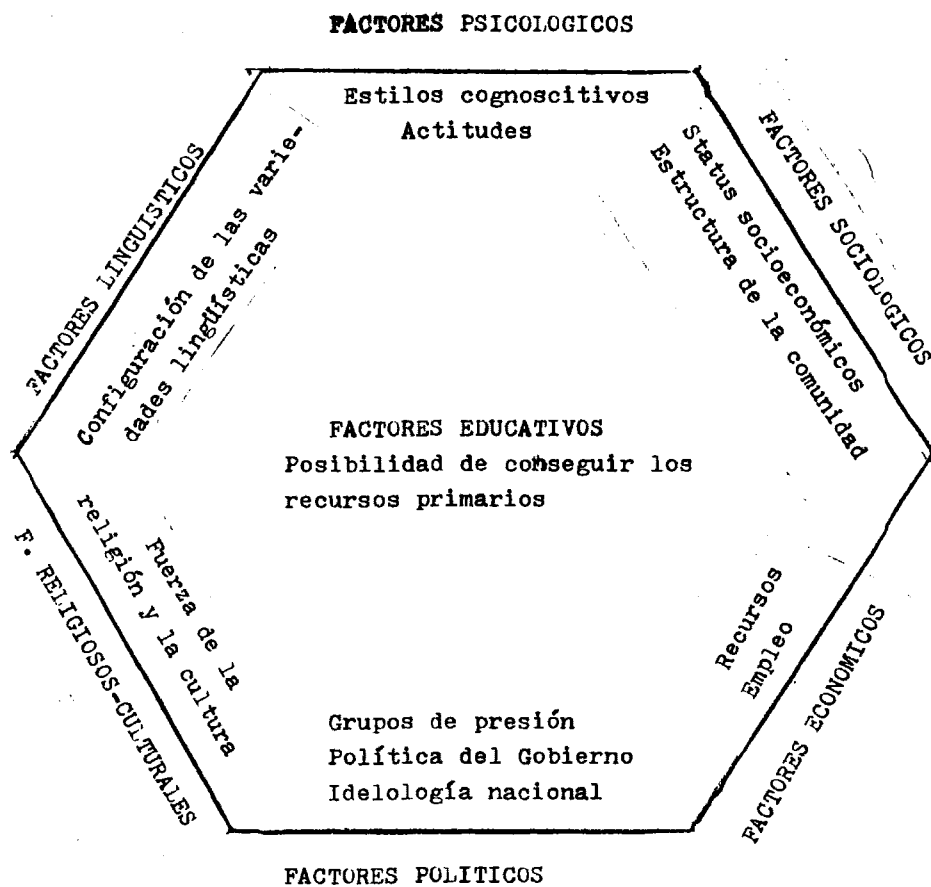 FACTORES PSICOLOGICOS
Estilos cognoscitivos
Actitudes
FACTORES LINGUISTICOS
Configuración de las varie-
dades lingüísticas
FACTORES SOCIOLOGICOS
Status socioeconómicos
Estructura de la comunidad
FACTORES EDUCATIVOS
Posibilidad de conseguir los
recursos primarios
F. RELIGIOSOS-CULTURALES
Fuerza de la
religión y la cultura
Recursos
Empleo
FACTORES ECONOMICOS
Grupos de presión
Política del Gobierno
Idelología nacional
FACTORES POLITICOS